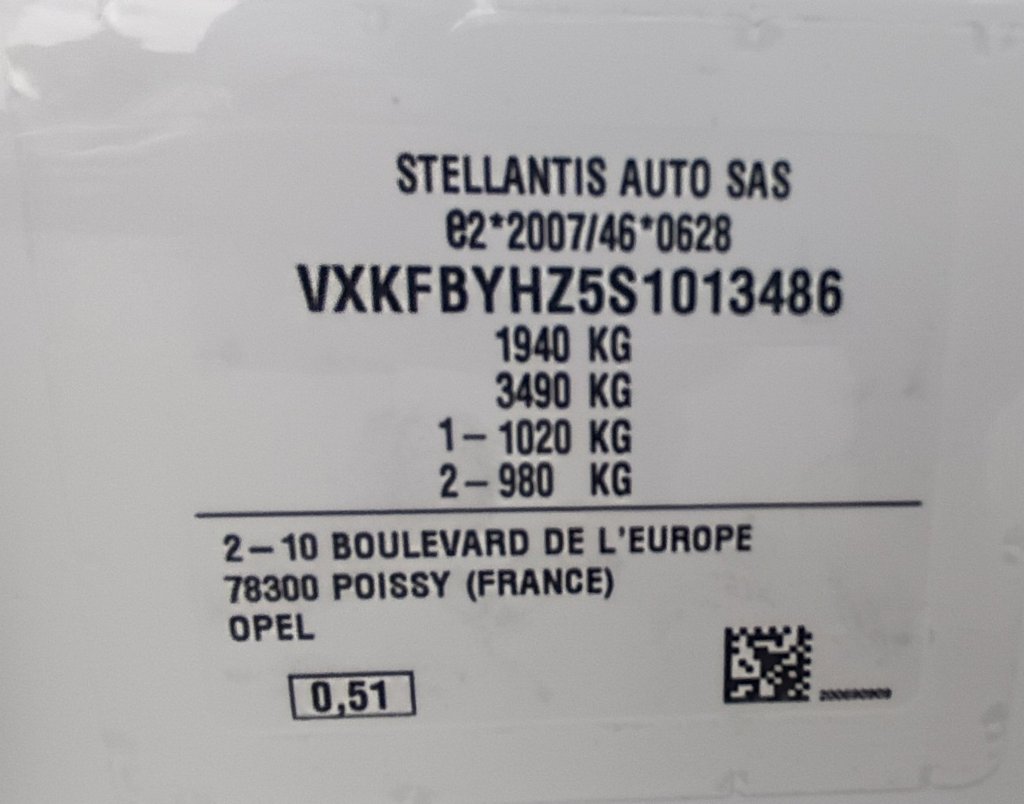 STELLANTIS AUTO SAS
e2*2007/46*0628
VXKFBYHZ5S1013486
1940 KG
3490 KG
1- 1020 KG
2- 980 KG
2-10 BOULEVARD DE L'EUROPE
78300 POISSY (FRANCE)
OPEL
0,51